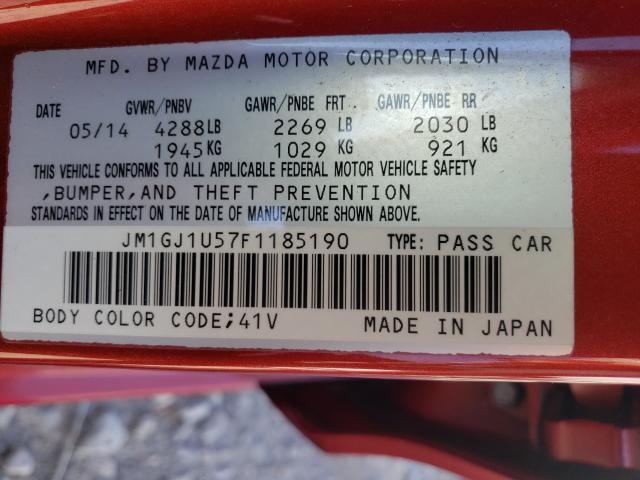 MFD. BY MAZDA MOTOR CORPORATION
DATE GVWR/PNBV GAWR/PNBE FRT. GAWR/PNBE RR
05/14 4288LB 2269 LB 2030 LB
1945KG 1029 KG 921 KG
THIS VEHICLE CONFORMS TO ALL APPLICABLE FEDERAL MOTOR VEHICLE SAFETY
,BUMPER,AND THEFT PREVENTION
STANDARDS IN EFFECT ON THE DATE OF MANUFACTURE SHOWN ABOVE.
JM1GJ1U57F1185190 TYPE: PASS CAR
BODY COLOR CODE;41V MADE IN JAPAN